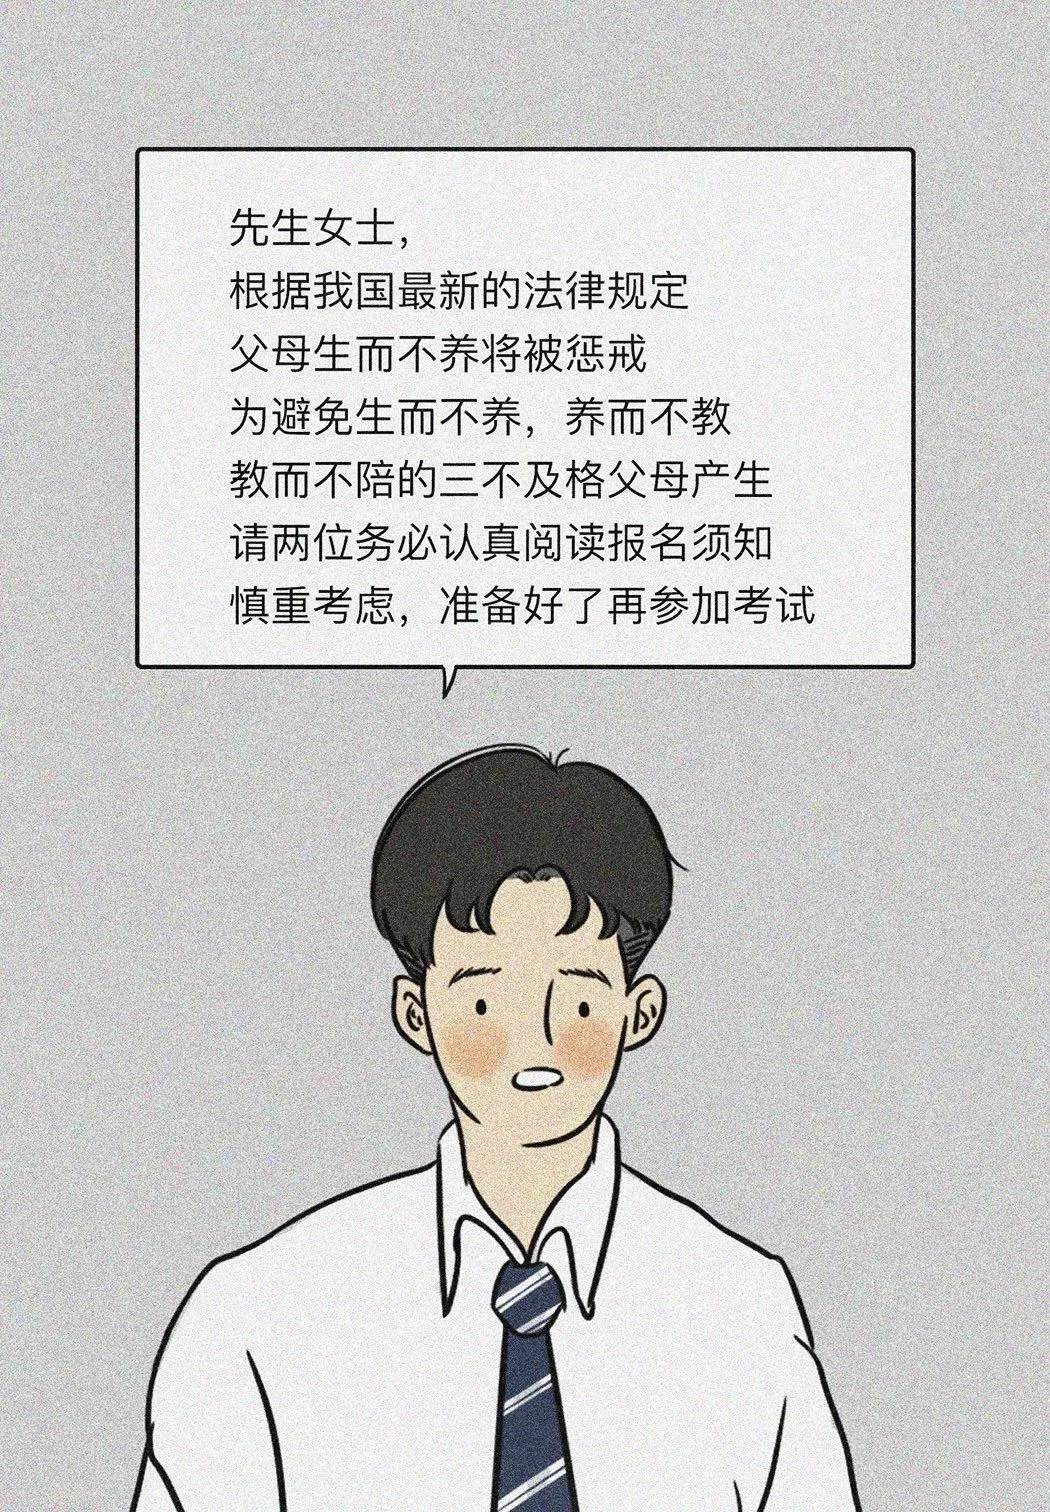 先生女士，
根据我国最新的法律规定
父母生而不养将被惩戒
为避免生而不养，养而不教
教而不陪的三不及格父母产生
请两位务必认真阅读报名须知
慎重考虑，准备好了再参加考试